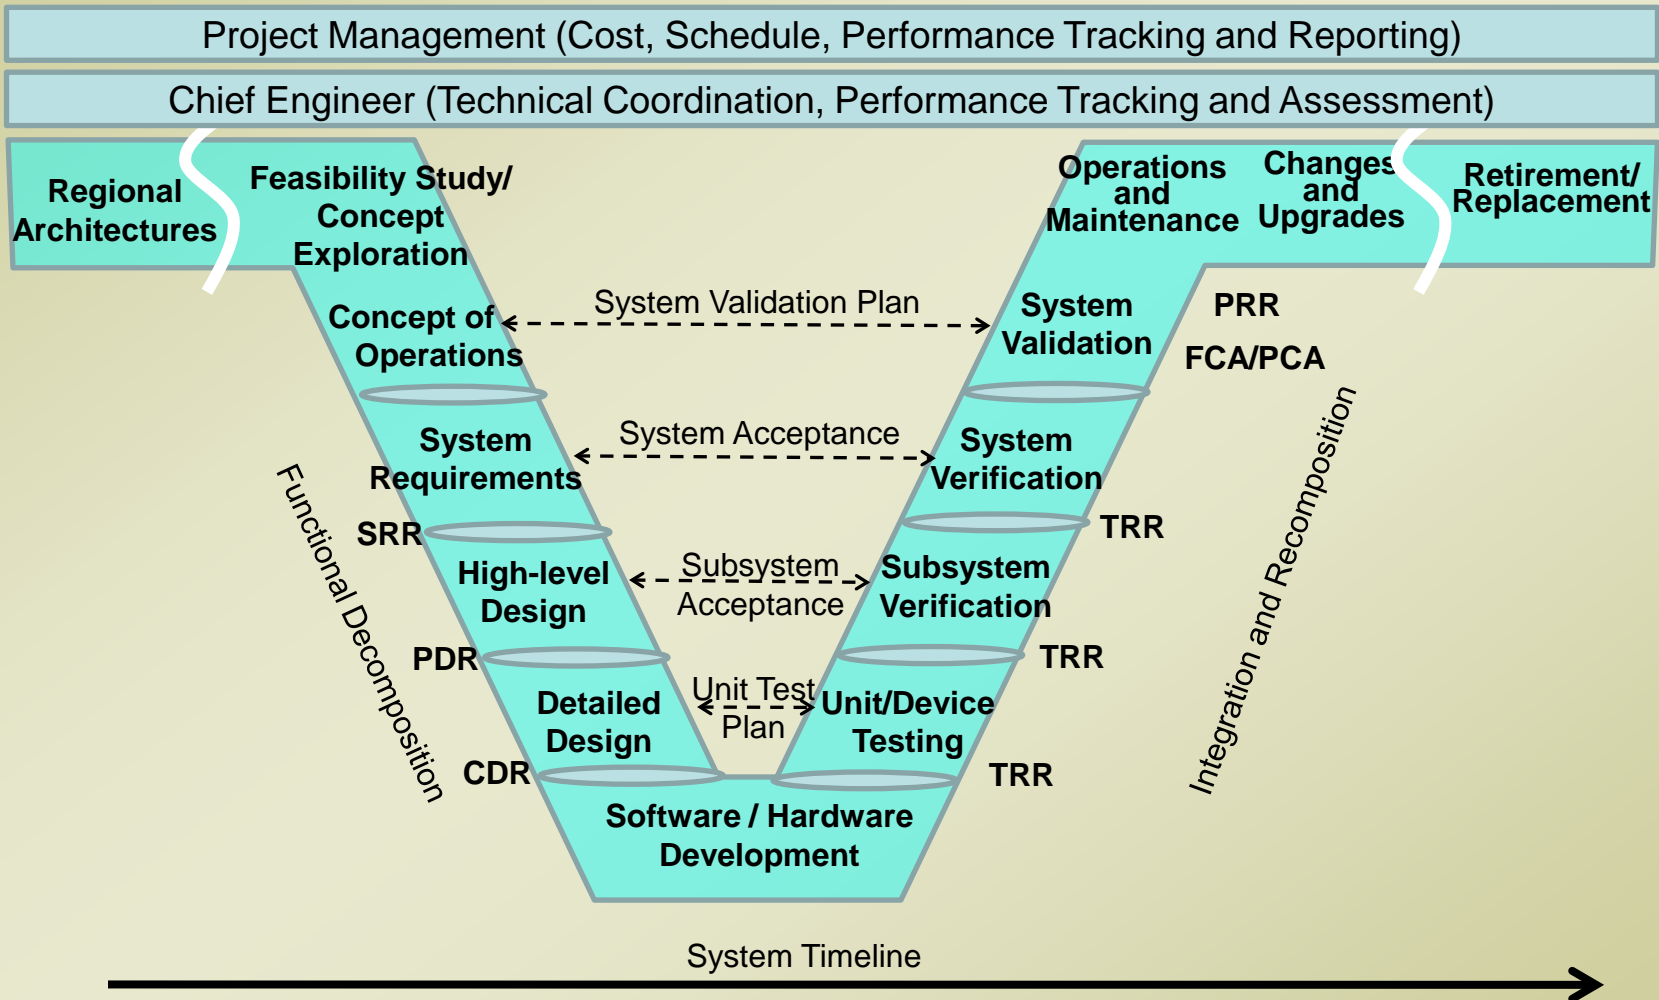 Project Management (Cost, Schedule, Performance Tracking and Reporting)
Chief Engineer (Technical Coordination, Performance Tracking and Assessment)
Regional
Architectures
Feasibility Study/
Concept
Exploration
Operations
and
Maintenance
Changes
and
Upgrades
Retirement/
Replacement
Concept of
Operations
System Validation Plan
System
Validation
PRR
FCA/PCA
System
Requirements
System Acceptance
System
Verification
SRR
TRR
High-level
Design
Subsystem
Acceptance
Subsystem
Verification
PDR
TRR
Detailed
Design
Unit Test
Plan
Unit/Device
Testing
CDR
TRR
Functional Decomposition
Integration and Recomposition
Software / Hardware
Development
System Timeline